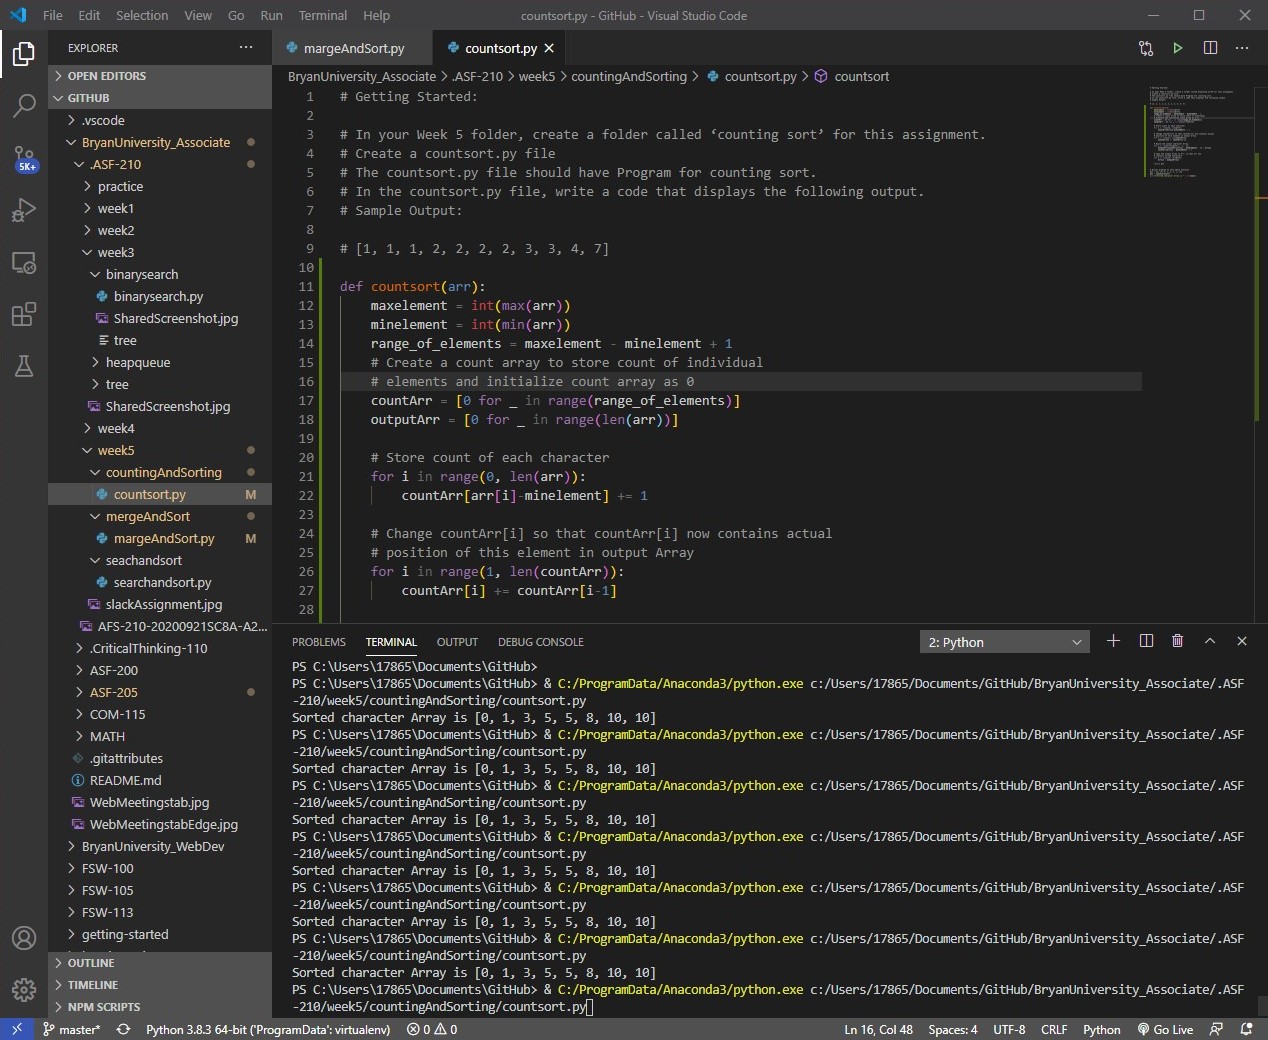 File Edit Selection View Go Run Terminal Help countsort.py - GitHub - Visual Studio Code
EXPLORER
OPEN EDITORS
GITHUB
.vscode
BryanUniversity_Associate
.ASF-210
practice
week1
week2
week3
binarysearch
binarysearch.py
SharedScreenshot.jpg
tree
heapqueue
tree
SharedScreenshot.jpg
week4
week5
countingAndSorting
countsort.py M
mergeAndSort
margeAndSort.py M
seachandsort
searchandsort.py
slackAssignment.jpg
AFS-210-20200921SC8A-A2...
.CriticalThinking-110
ASF-200
ASF-205
COM-115
MATH
.gitattributes
README.md
WebMeetingstab.jpg
WebMeetingstabEdge.jpg
BryanUniversity_WebDev
FSW-100
FSW-105
FSW-113
getting-started
OUTLINE
TIMELINE
NPM SCRIPTS
5K+
margeAndSort.py countsort.py
BryanUniversity_Associate > .ASF-210 > week5 > countingAndSorting > countsort.py > countsort
1 # Getting Started:
2
3 # In your Week 5 folder, create a folder called ‘counting sort’ for this assignment.
4 # Create a countsort.py file
5 # The countsort.py file should have Program for counting sort.
6 # In the countsort.py file, write a code that displays the following output.
7 # Sample Output:
8
9 # [1, 1, 1, 2, 2, 2, 2, 3, 3, 4, 7]
10
11 def countsort(arr):
12 maxelement = int(max(arr))
13 minelement = int(min(arr))
14 range_of_elements = maxelement - minelement + 1
15 # Create a count array to store count of individual
16 # elements and initialize count array as 0
17 countArr = [0 for _ in range(range_of_elements)]
18 outputArr = [0 for _ in range(len(arr))]
19
20 # Store count of each character
21 for i in range(0, len(arr)):
22 countArr[arr[i]-minelement] += 1
23
24 # Change countArr[i] so that countArr[i] now contains actual
25 # position of this element in output Array
26 for i in range(1, len(countArr)):
27 countArr[i] += countArr[i-1]
28
PROBLEMS TERMINAL OUTPUT DEBUG CONSOLE 2: Python
PS C:\Users\17865\Documents\GitHub>
PS C:\Users\17865\Documents\GitHub> & C:/ProgramData/Anaconda3/python.exe c:/Users/17865/Documents/GitHub/BryanUniversity_Associate/.ASF
-210/week5/countingAndSorting/countsort.py
Sorted character Array is [0, 1, 3, 5, 5, 8, 10, 10]
PS C:\Users\17865\Documents\GitHub> & C:/ProgramData/Anaconda3/python.exe c:/Users/17865/Documents/GitHub/BryanUniversity_Associate/.ASF
-210/week5/countingAndSorting/countsort.py
Sorted character Array is [0, 1, 3, 5, 5, 8, 10, 10]
PS C:\Users\17865\Documents\GitHub> & C:/ProgramData/Anaconda3/python.exe c:/Users/17865/Documents/GitHub/BryanUniversity_Associate/.ASF
-210/week5/countingAndSorting/countsort.py
Sorted character Array is [0, 1, 3, 5, 5, 8, 10, 10]
PS C:\Users\17865\Documents\GitHub> & C:/ProgramData/Anaconda3/python.exe c:/Users/17865/Documents/GitHub/BryanUniversity_Associate/.ASF
-210/week5/countingAndSorting/countsort.py
Sorted character Array is [0, 1, 3, 5, 5, 8, 10, 10]
PS C:\Users\17865\Documents\GitHub> & C:/ProgramData/Anaconda3/python.exe c:/Users/17865/Documents/GitHub/BryanUniversity_Associate/.ASF
-210/week5/countingAndSorting/countsort.py
Sorted character Array is [0, 1, 3, 5, 5, 8, 10, 10]
PS C:\Users\17865\Documents\GitHub> & C:/ProgramData/Anaconda3/python.exe c:/Users/17865/Documents/GitHub/BryanUniversity_Associate/.ASF
-210/week5/countingAndSorting/countsort.py
Sorted character Array is [0, 1, 3, 5, 5, 8, 10, 10]
PS C:\Users\17865\Documents\GitHub> & C:/ProgramData/Anaconda3/python.exe c:/Users/17865/Documents/GitHub/BryanUniversity_Associate/.ASF
-210/week5/countingAndSorting/countsort.py
master* Python 3.8.3 64-bit ('ProgramData': virtualenv) 0 0 Ln 16, Col 48 Spaces: 4 UTF-8 CRLF Python Go Live